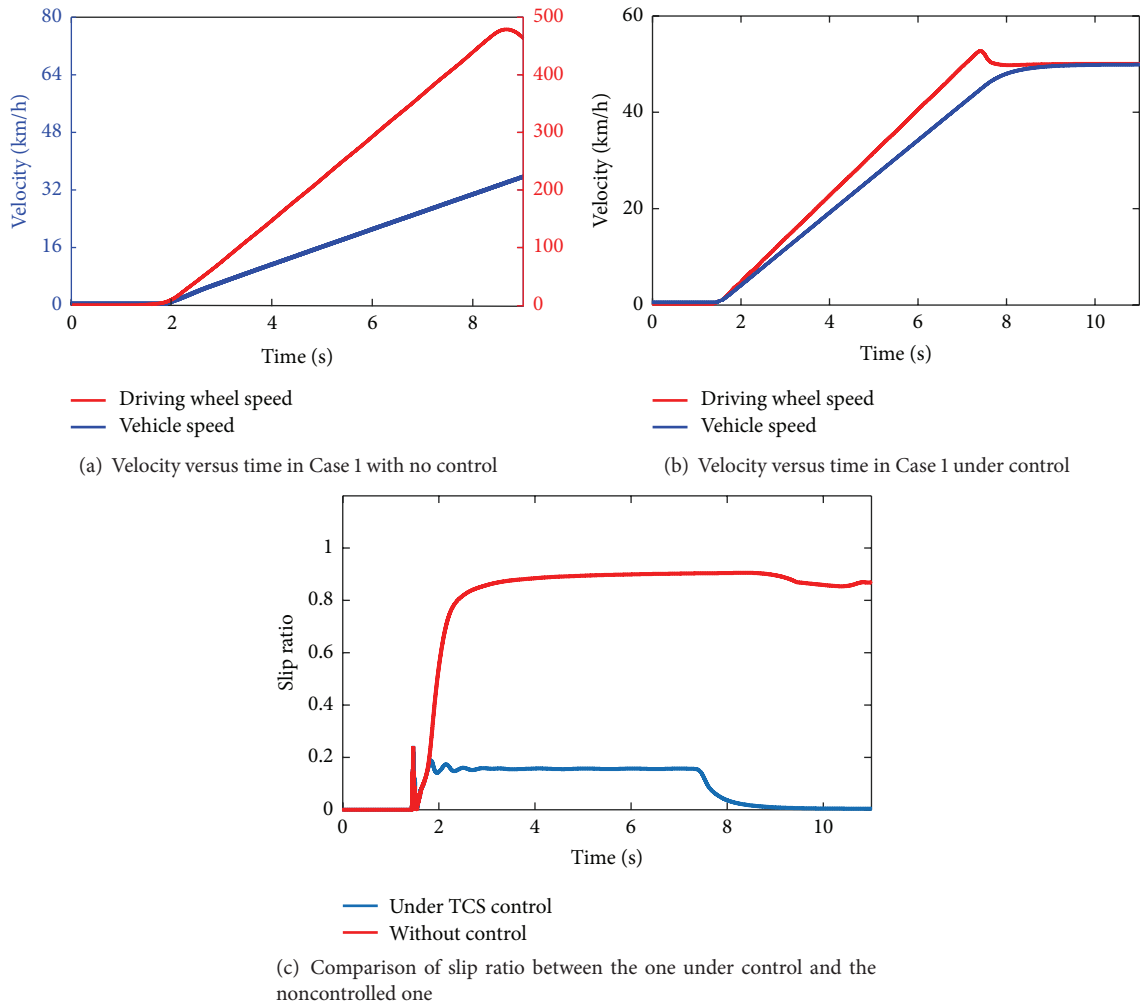 80
64
48
32
16
0
Velocity (km/h)
500
400
300
200
100
0
0 2 4 6 8
Time (s)
Driving wheel speed
Vehicle speed
(a) Velocity versus time in Case 1 with no control
60
40
20
0
Velocity (km/h)
0 2 4 6 8 10
Time (s)
Driving wheel speed
Vehicle speed
(b) Velocity versus time in Case 1 under control
1
0.8
0.6
0.4
0.2
0
Slip ratio
0 2 4 6 8 10
Time (s)
Under TCS control
Without control
(c) Comparison of slip ratio between the one under control and the
noncontrolled one